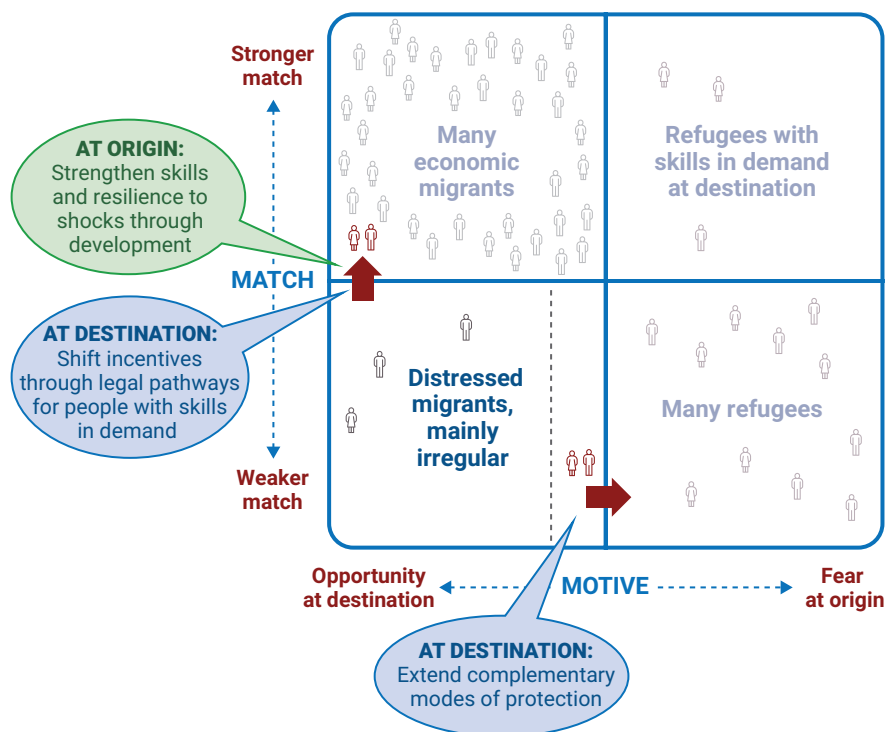 Stronger
match
AT ORIGIN:
Strengthen skills
and resilience to
shocks through
development
MATCH
AT DESTINATION:
Shift incentives
through legal pathways
for people with skills
in demand
Weaker
match
Many
economic
migrants
Refugees with
skills in demand
at destination
Distressed
migrants,
mainly
irregular
Many refugees
Opportunity
at destination
MOTIVE
Fear
at origin
AT DESTINATION:
Extend complementary
modes of protection